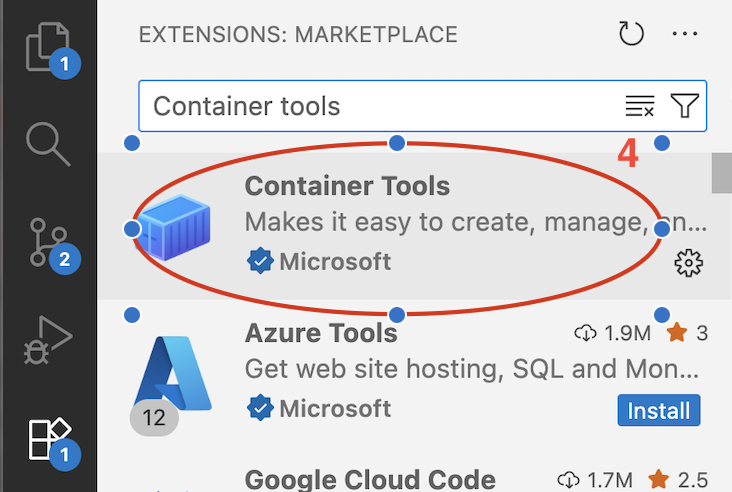 EXTENSIONS: MARKETPLACE
1
Container tools
4
Container Tools
Makes it easy to create, manage, an...
Microsoft
2
Azure Tools 1.9M 3
Get web site hosting, SQL and Mon...
12
Microsoft Install
1
Google Cloud Code 1.7M 2.5